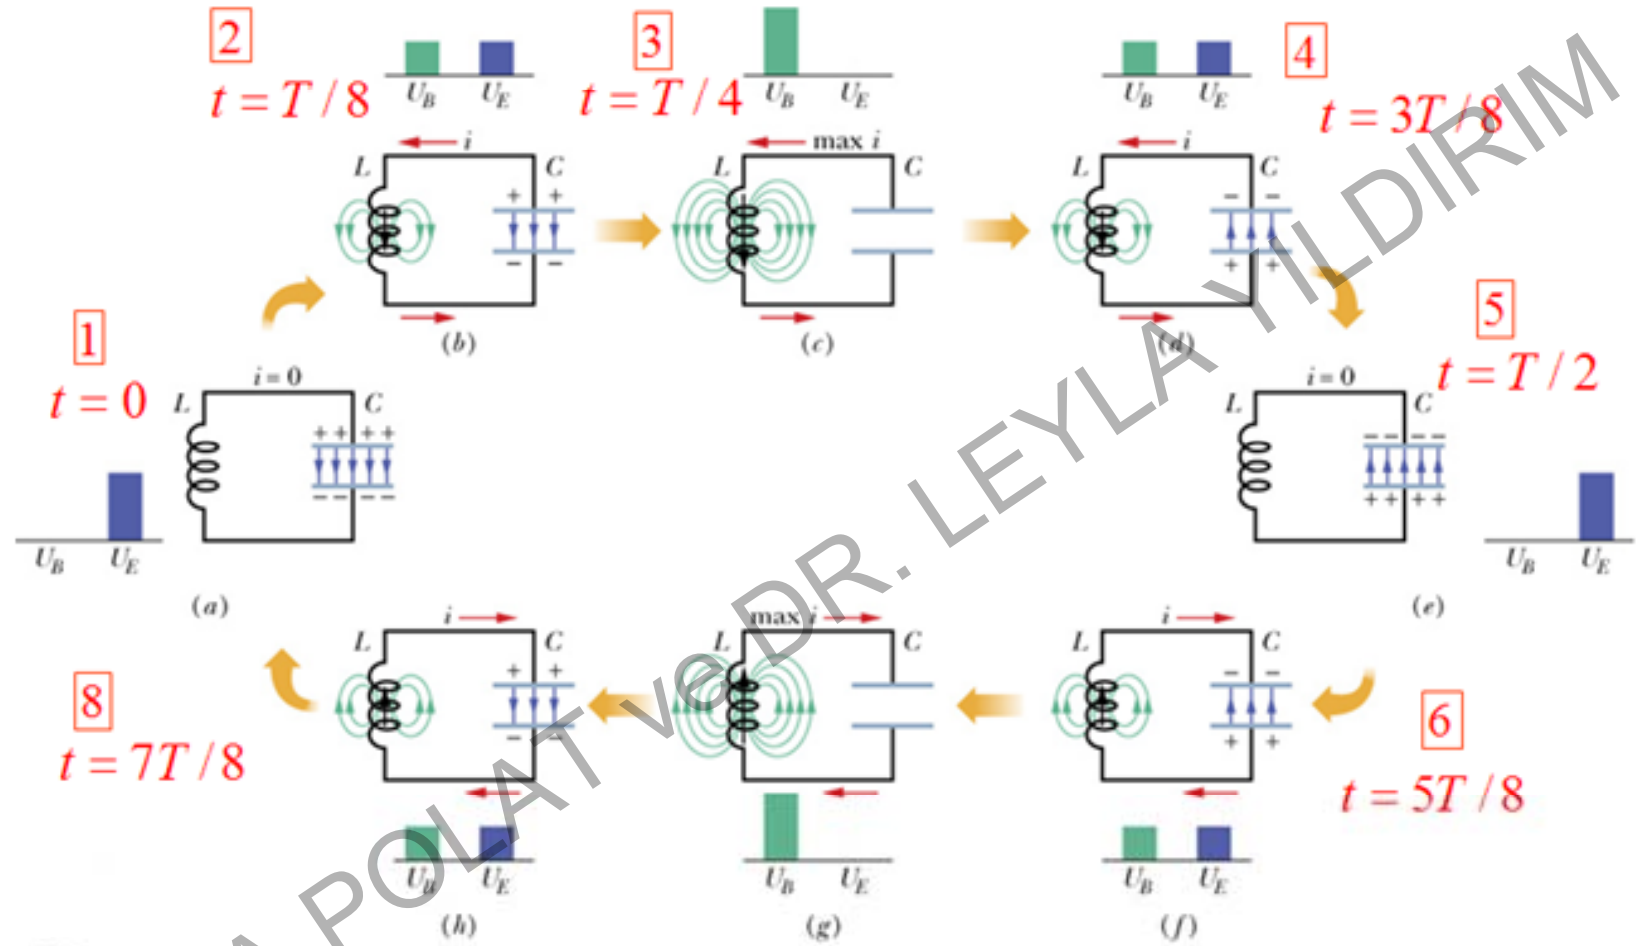 2
t = T / 8
U_B U_E
i
L C
+ +
− −
(b)
3
t = T / 4
U_B U_E
max i
L C
(c)
4
t = 3T / 8
U_B U_E
i
L C
− −
+ +
(d)
1
t = 0
i = 0
L C
+ + + +
− − − −
U_B U_E
(a)
5
t = T / 2
i = 0
L C
− − − −
+ + + +
U_B U_E
(e)
8
t = 7T / 8
i
L C
+ +
− −
U_B U_E
(h)
max i
L C
U_B U_E
(g)
6
t = 5T / 8
i
L C
− −
+ +
U_B U_E
(f)
POLAT ve DR. LEYLA YILDIRIM